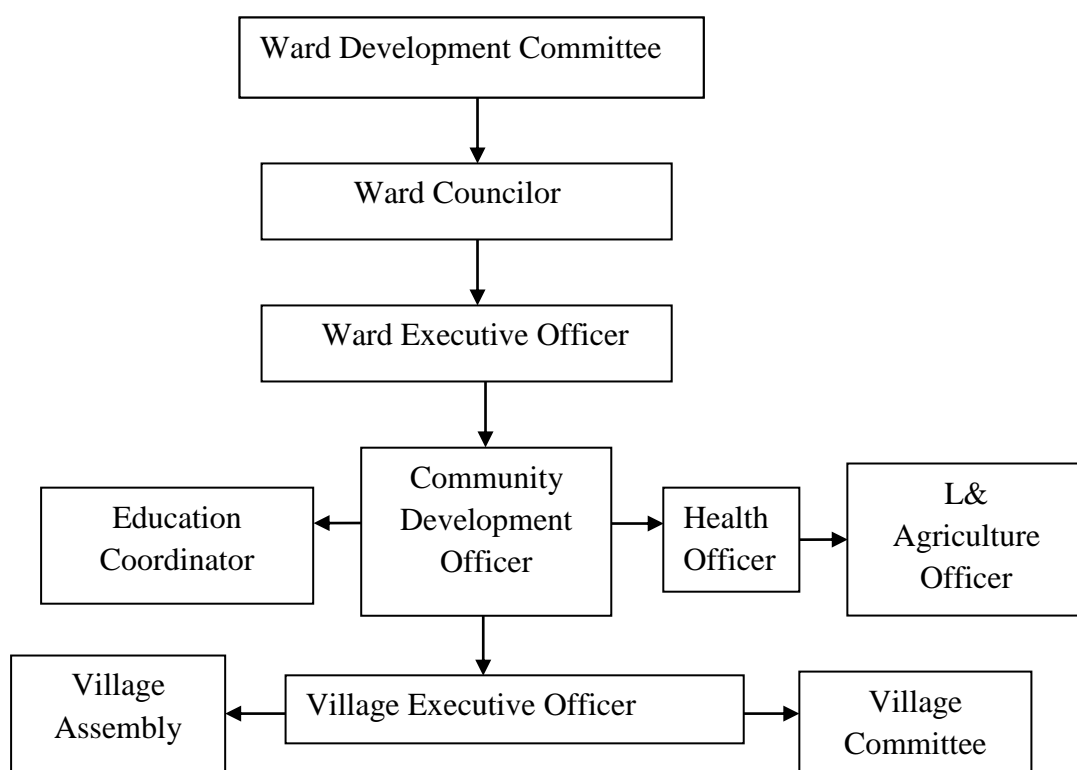 Ward Development Committee
Ward Councilor
Ward Executive Officer
Education
Coordinator
Community
Development
Officer
Health
Officer
L&
Agriculture
Officer
Village
Assembly
Village Executive Officer
Village
Committee